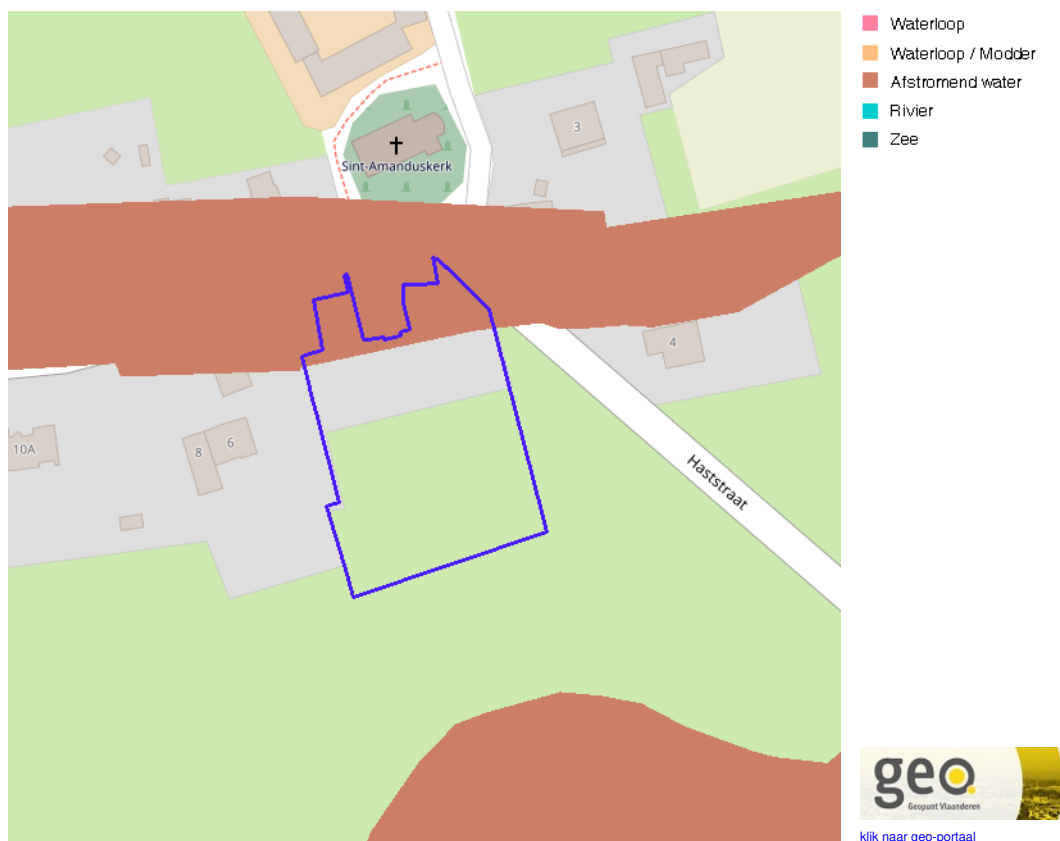 Waterloop
Waterloop / Modder
Afstromend water
Rivier
Zee
3
Sint-Amanduskerk
4
6
8
10A
Haststraat
geo
Geopunt Vlaanderen
klik naar geo-portaal